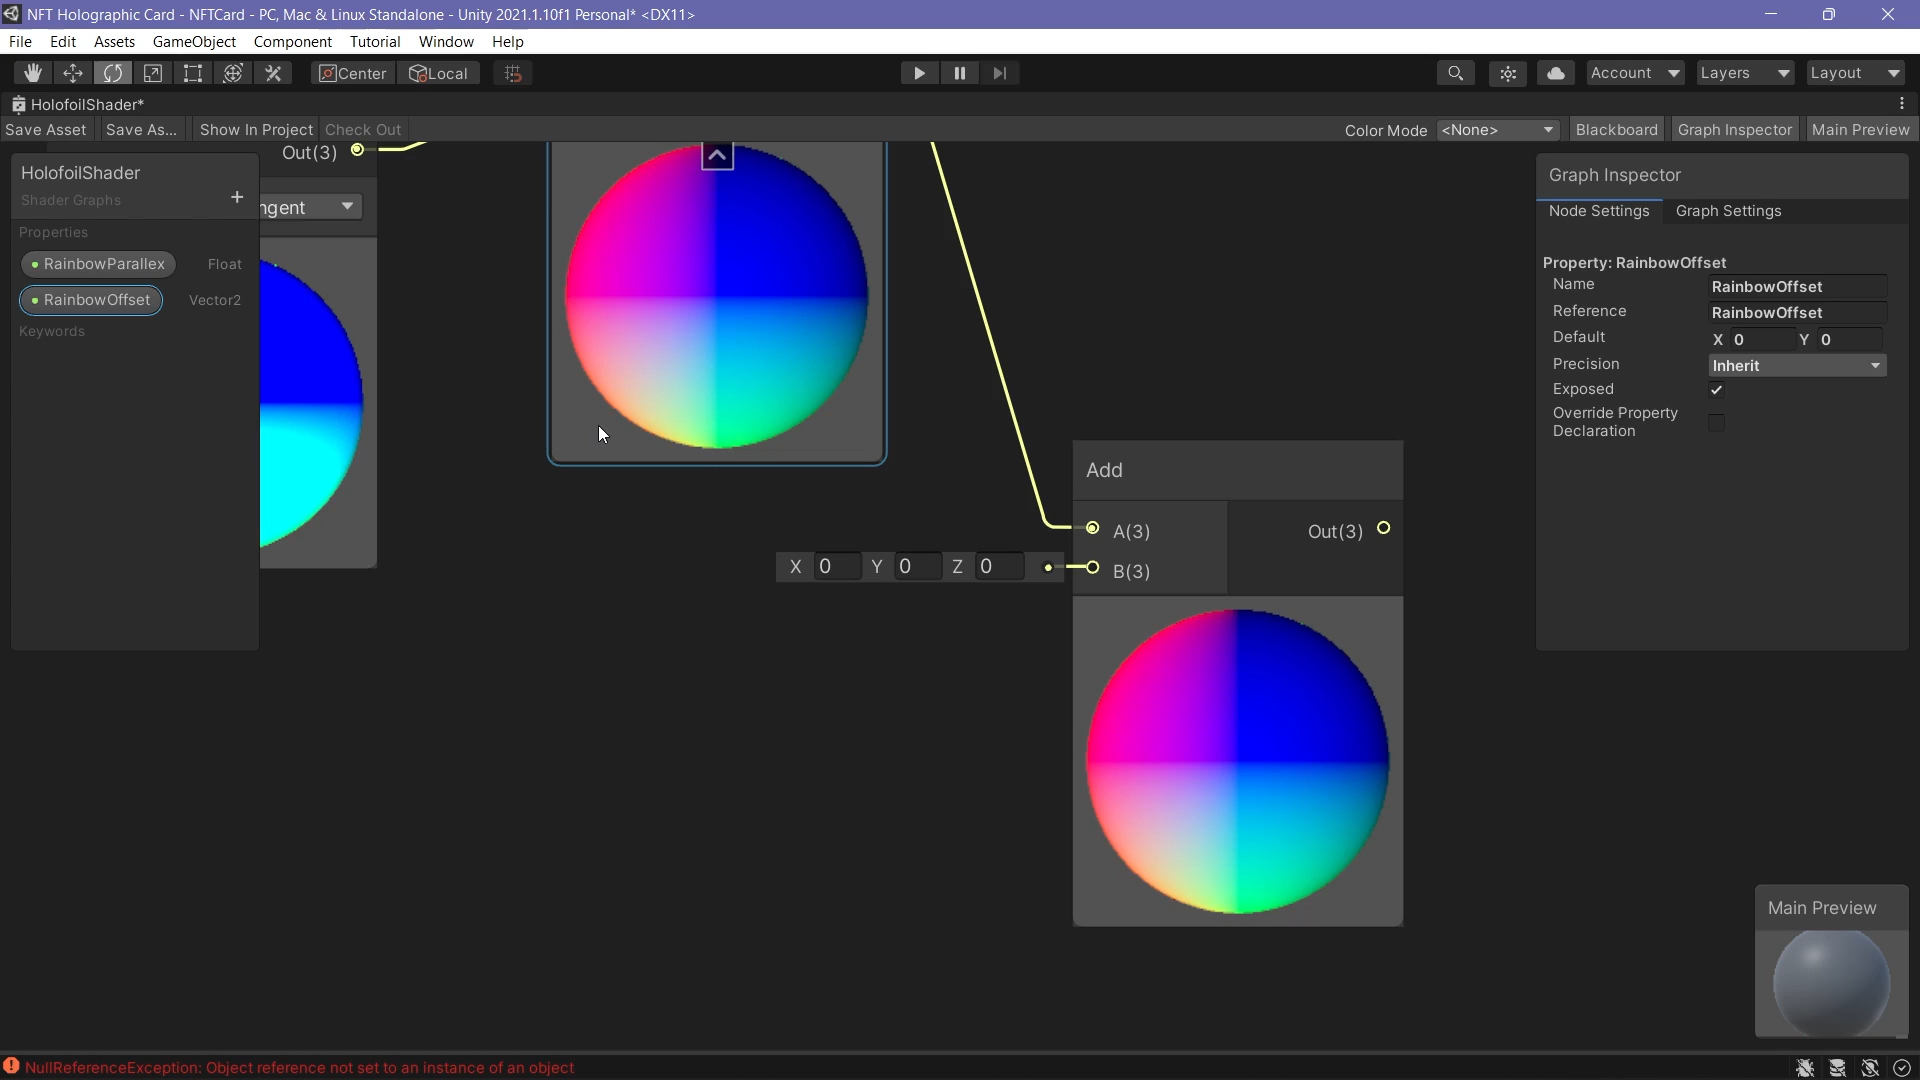 NFT Holographic Card - NFTCard - PC, Mac & Linux Standalone - Unity 2021.1.10f1 Personal* <DX11>
File Edit Assets GameObject Component Tutorial Window Help
Center Local Account Layers Layout
HolofoilShader*
Save Asset Save As... Show In Project Check Out Color Mode <None> Blackboard Graph Inspector Main Preview
Out(3)
HolofoilShader
Shader Graphs
+
ngent
Properties
RainbowParallex Float
RainbowOffset Vector2
Keywords
Add
A(3) Out(3)
X 0 Y 0 Z 0 B(3)
Graph Inspector
Node Settings Graph Settings
Property: RainbowOffset
Name RainbowOffset
Reference RainbowOffset
Default X 0 Y 0
Precision Inherit
Exposed
Override Property
Declaration
Main Preview
NullReferenceException: Object reference not set to an instance of an object